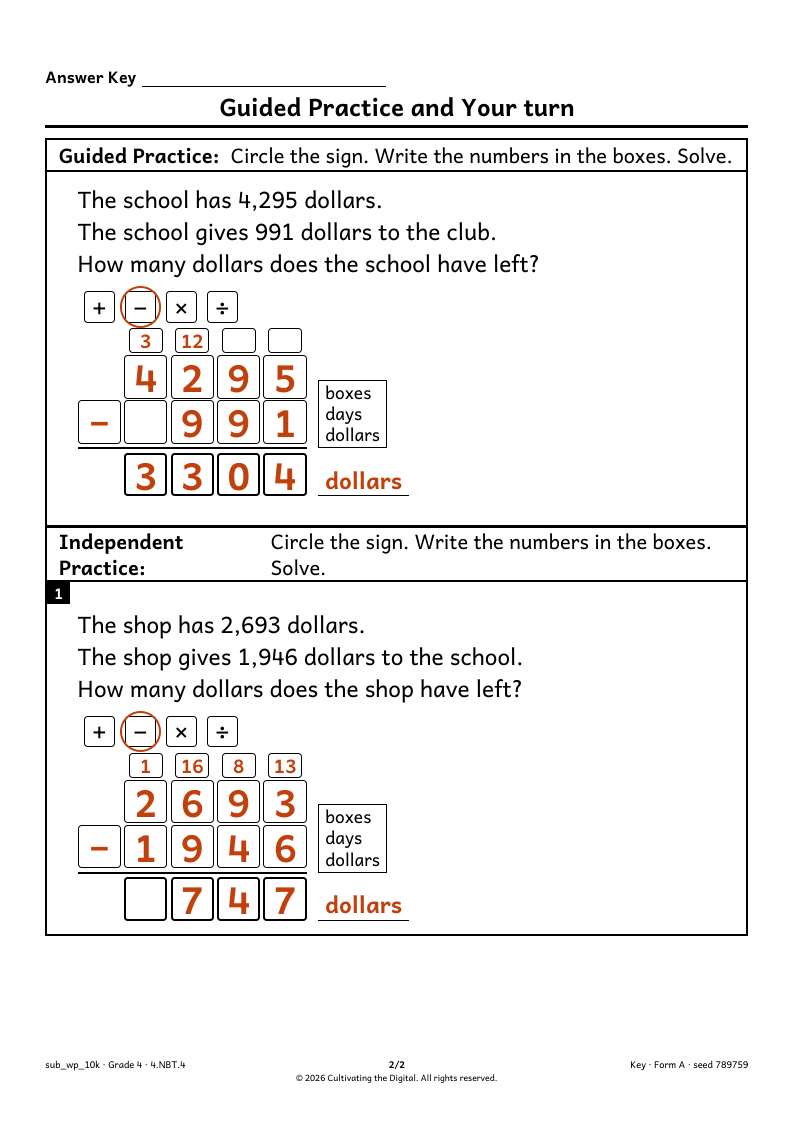 Answer Key
Guided Practice and Your turn
Guided Practice: Circle the sign. Write the numbers in the boxes. Solve.
The school has 4,295 dollars.
The school gives 991 dollars to the club.
How many dollars does the school have left?
+ − × ÷
3 12
4 2 9 5
− 9 9 1
boxes
days
dollars
3 3 0 4 dollars
Independent Practice: Circle the sign. Write the numbers in the boxes. Solve.
1
The shop has 2,693 dollars.
The shop gives 1,946 dollars to the school.
How many dollars does the shop have left?
+ − × ÷
1 16 8 13
2 6 9 3
− 1 9 4 6
boxes
days
dollars
7 4 7 dollars
sub_wp_10k · Grade 4 · 4.NBT.4 2/2 Key · Form A · seed 789759
© 2026 Cultivating the Digital. All rights reserved.